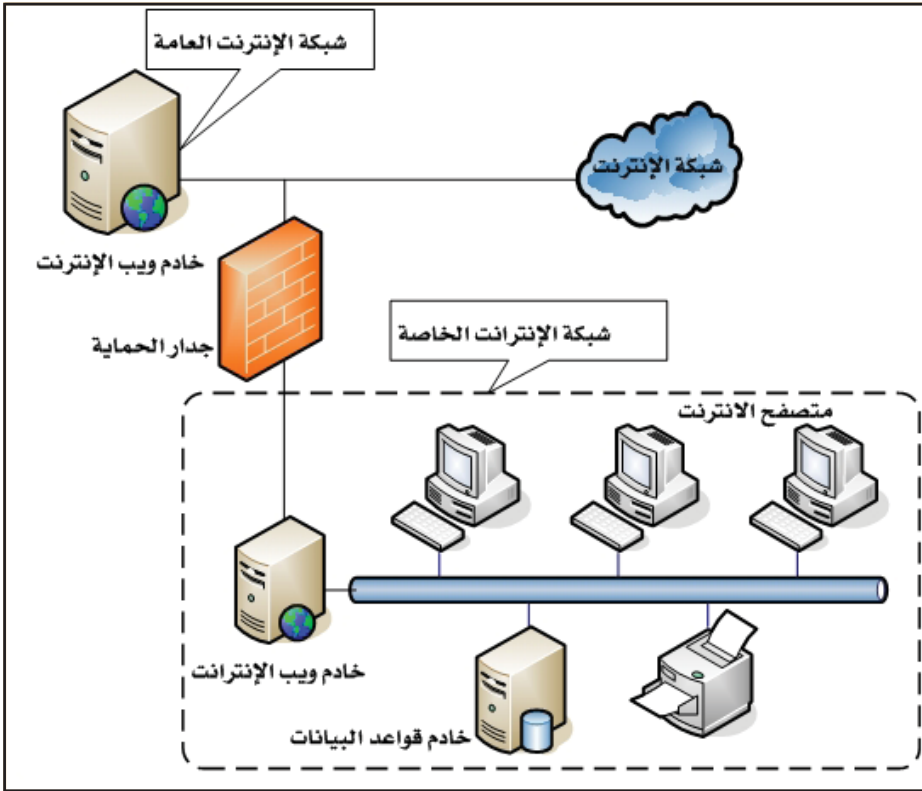 شبكة الإنترنت العامة
شبكة الإنترنت
خادم ويب الإنترنت
جدار الحماية
شبكة الإنترانت الخاصة
متصفح الانترنت
خادم ويب الإنترانت
خادم قواعد البيانات